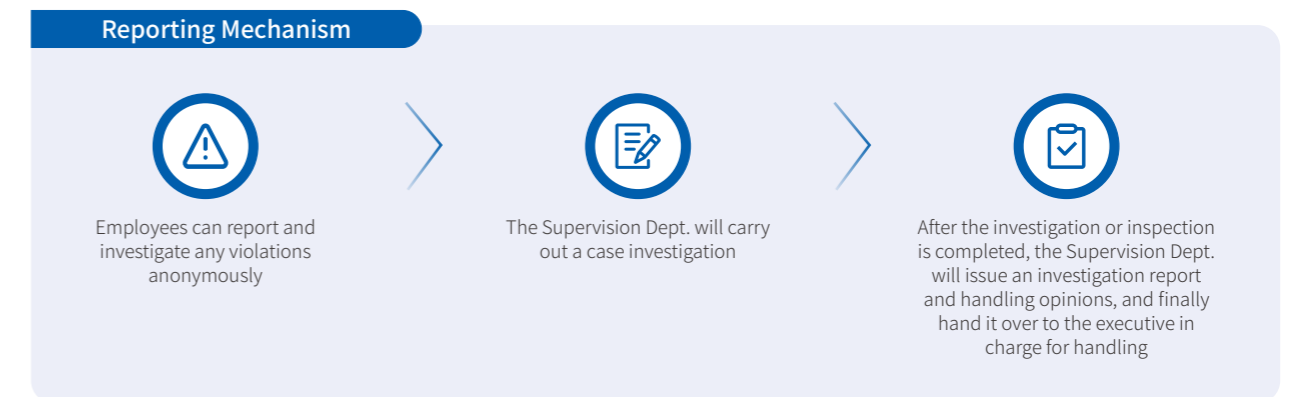 Reporting Mechanism
Employees can report and
investigate any violations
anonymously
The Supervision Dept. will carry
out a case investigation
After the investigation or inspection
is completed, the Supervision Dept.
will issue an investigation report
and handling opinions, and finally
hand it over to the executive in
charge for handling